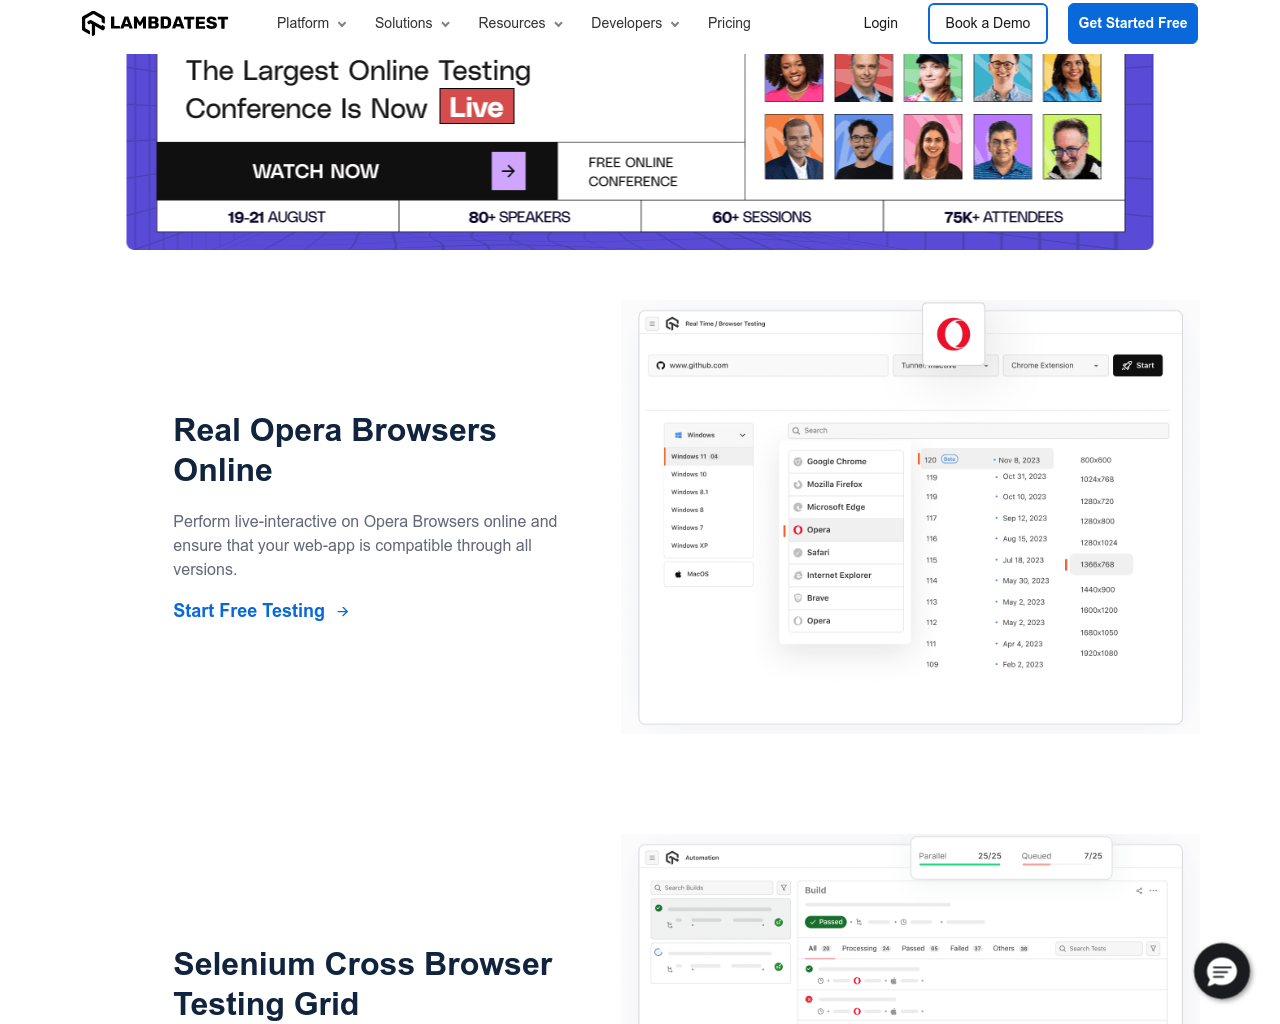 LAMBDATEST
Platform
Solutions
Resources
Developers
Pricing
Login
Book a Demo
Get Started Free
The Largest Online Testing
Conference Is Now Live
WATCH NOW
FREE ONLINE
CONFERENCE
19-21 AUGUST
80+ SPEAKERS
60+ SESSIONS
75K+ ATTENDEES
Real Opera Browsers
Online
Perform live-interactive on Opera Browsers online and
ensure that your web-app is compatible through all
versions.
Start Free Testing
Real Time / Browser Testing
www.github.com
Tunnel Inactive
Chrome Extension
Start
Windows
Windows 11 04
Windows 10
Windows 8.1
Windows 8
Windows 7
Windows XP
MacOS
Search
Google Chrome
Mozilla Firefox
Microsoft Edge
Opera
Safari
Internet Explorer
Brave
Opera
120 Beta Nov 8, 2023
119 Oct 31, 2023
119 Oct 10, 2023
117 Sep 12, 2023
116 Aug 15, 2023
115 Jul 18, 2023
114 May 30, 2023
113 May 2, 2023
112 May 2, 2023
111 Apr 4, 2023
109 Feb 2, 2023
800x600
1024x768
1280x720
1280x800
1280x1024
1366x768
1440x900
1600x1200
1680x1050
1920x1080
Selenium Cross Browser
Testing Grid
Automation
Parallel 25/25
Queued 7/25
Search Builds
Build
Passed
All 20
Processing 24
Passed 85
Failed 37
Others 36
Search Tests